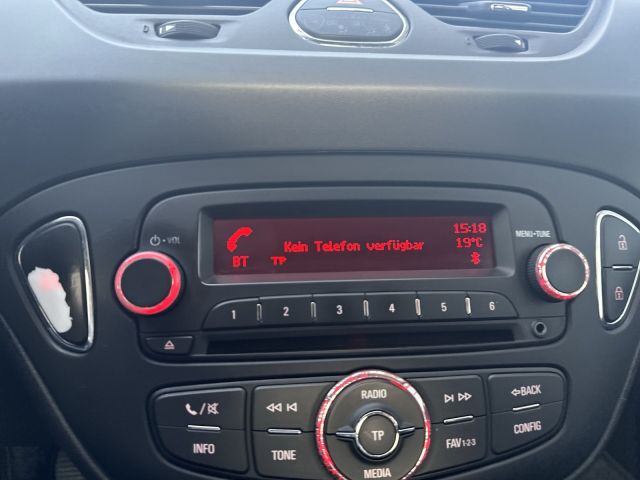 VOL
15:18
MENU-TUNE
Kein Telefon verfügbar
19°C
BT TP
1 2 3 4 5 6
RADIO
BACK
TP
INFO
TONE
FAV1-2-3
CONFIG
MEDIA